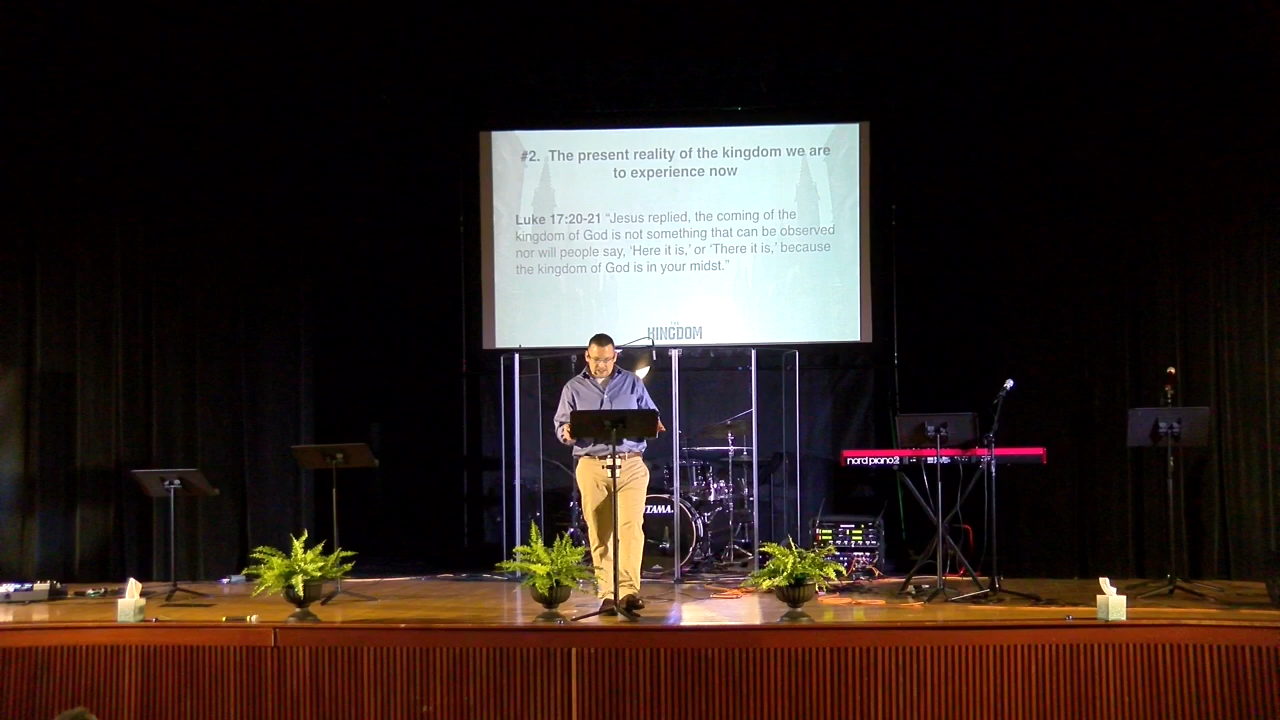 #2. The present reality of the kingdom we are
to experience now
Luke 17:20-21 “Jesus replied, the coming of the
kingdom of God is not something that can be observed
nor will people say, ‘Here it is,’ or ‘There it is,’ because
the kingdom of God is in your midst.”
THE
KINGDOM
TAMA
nord piano 2